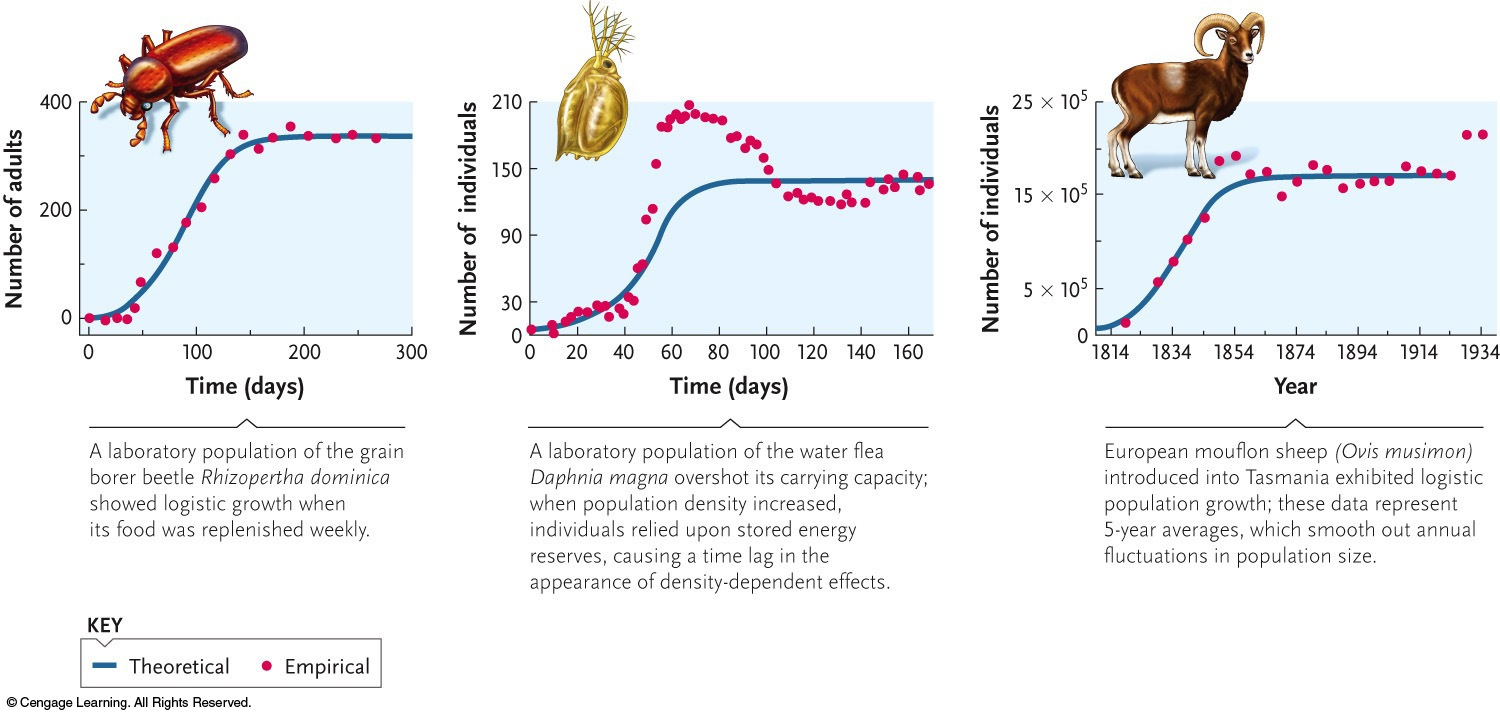 Number of adults
400
200
0
0
100
200
300
Time (days)
A laboratory population of the grain
borer beetle Rhizopertha dominica
showed logistic growth when
its food was replenished weekly.
Number of individuals
210
150
90
30
0
0
20
40
60
80
100
120
140
160
Time (days)
A laboratory population of the water flea
Daphnia magna overshot its carrying capacity;
when population density increased,
individuals relied upon stored energy
reserves, causing a time lag in the
appearance of density-dependent effects.
Number of individuals
25 × 10⁵
15 × 10⁵
5 × 10⁵
0
1814
1834
1854
1874
1894
1914
1934
Year
European mouflon sheep (Ovis musimon)
introduced into Tasmania exhibited logistic
population growth; these data represent
5-year averages, which smooth out annual
fluctuations in population size.
KEY
Theoretical
Empirical
© Cengage Learning. All Rights Reserved.